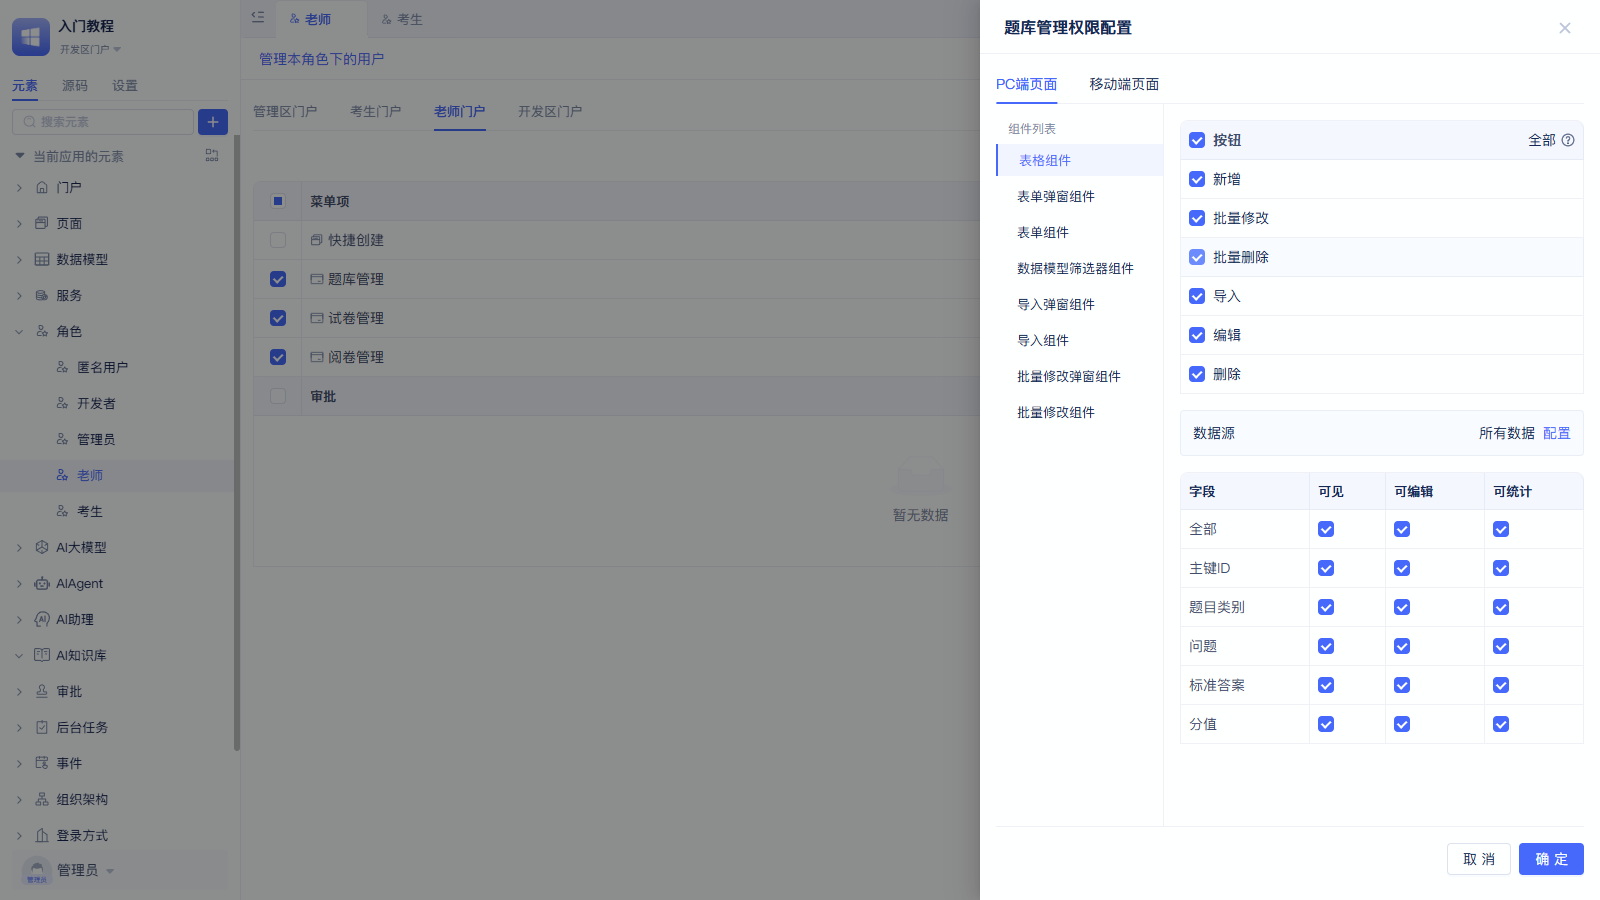 入门教程
开发区门户
元素 源码 设置
搜索元素
当前应用的元素
门户
页面
数据模型
服务
角色
匿名用户
开发者
管理员
老师
考生
AI大模型
AIAgent
AI助理
AI知识库
审批
后台任务
事件
组织架构
登录方式
管理员
管理员
老师 考生
管理本角色下的用户
管理区门户 考生门户 老师门户 开发区门户
菜单项
快捷创建
题库管理
试卷管理
阅卷管理
审批
暂无数据
题库管理权限配置
PC端页面 移动端页面
组件列表
表格组件
表单弹窗组件
表单组件
数据模型筛选器组件
导入弹窗组件
导入组件
批量修改弹窗组件
批量修改组件
按钮 全部
新增
批量修改
批量删除
导入
编辑
删除
数据源 所有数据 配置
字段 可见 可编辑 可统计
全部
主键ID
题目类别
问题
标准答案
分值
取 消 确 定